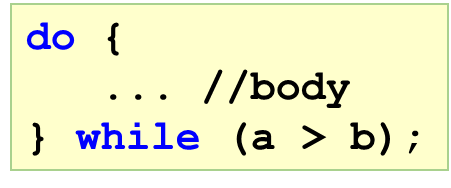 do {
   ... //body
} while (a > b);